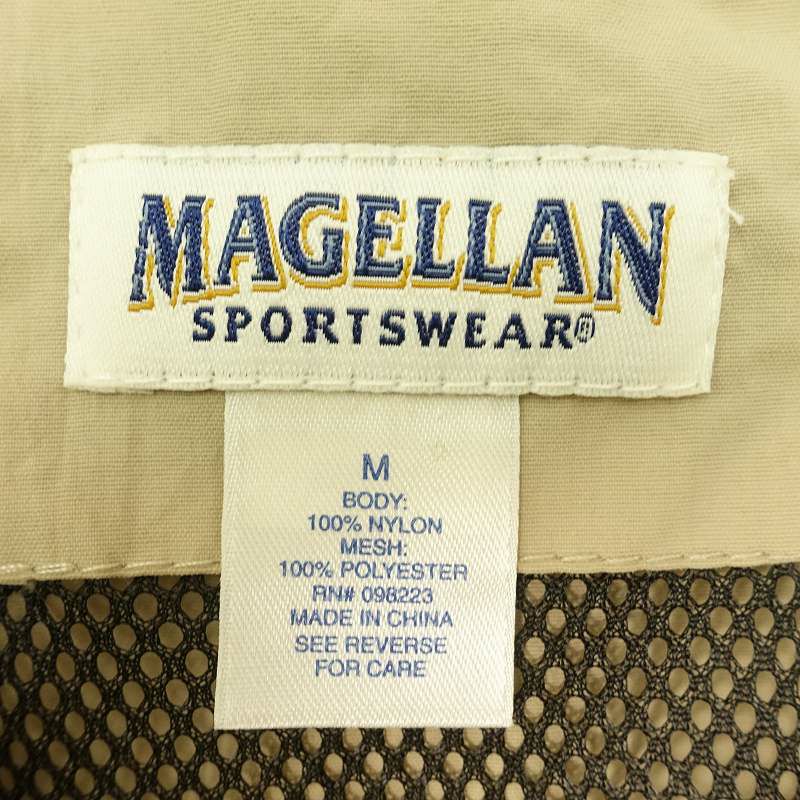 MAGELLAN
SPORTSWEAR®
M
BODY:
100% NYLON
MESH:
100% POLYESTER
RN# 098223
MADE IN CHINA
SEE REVERSE
FOR CARE